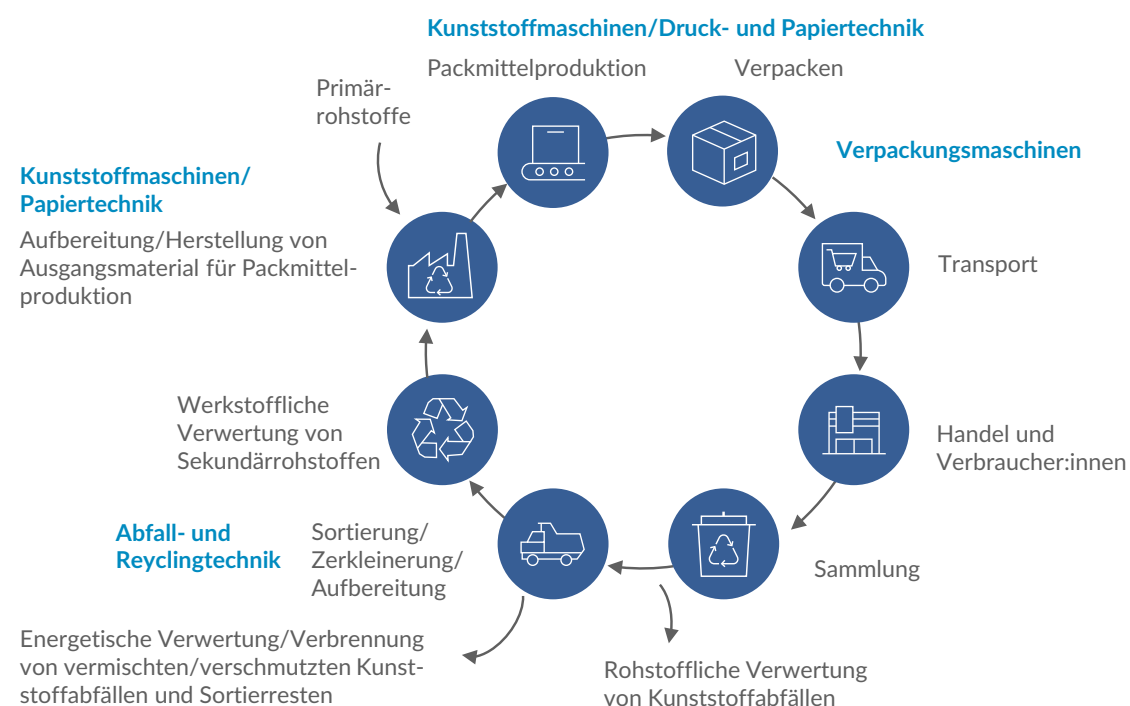 Kunststoffmaschinen/Druck- und Papiertechnik
Packmittelproduktion
Verpacken
Primär-
rohstoffe
Verpackungsmaschinen
Kunststoffmaschinen/
Papiertechnik
Aufbereitung/Herstellung von
Ausgangsmaterial für Packmittel-
produktion
Transport
Werkstoffliche
Verwertung von
Sekundärrohstoffen
Handel und
Verbraucher:innen
Abfall- und
Reyclingtechnik
Sortierung/
Zerkleinerung/
Aufbereitung
Sammlung
Energetische Verwertung/Verbrennung
von vermischten/verschmutzten Kunst-
stoffabfällen und Sortierresten
Rohstoffliche Verwertung
von Kunststoffabfällen